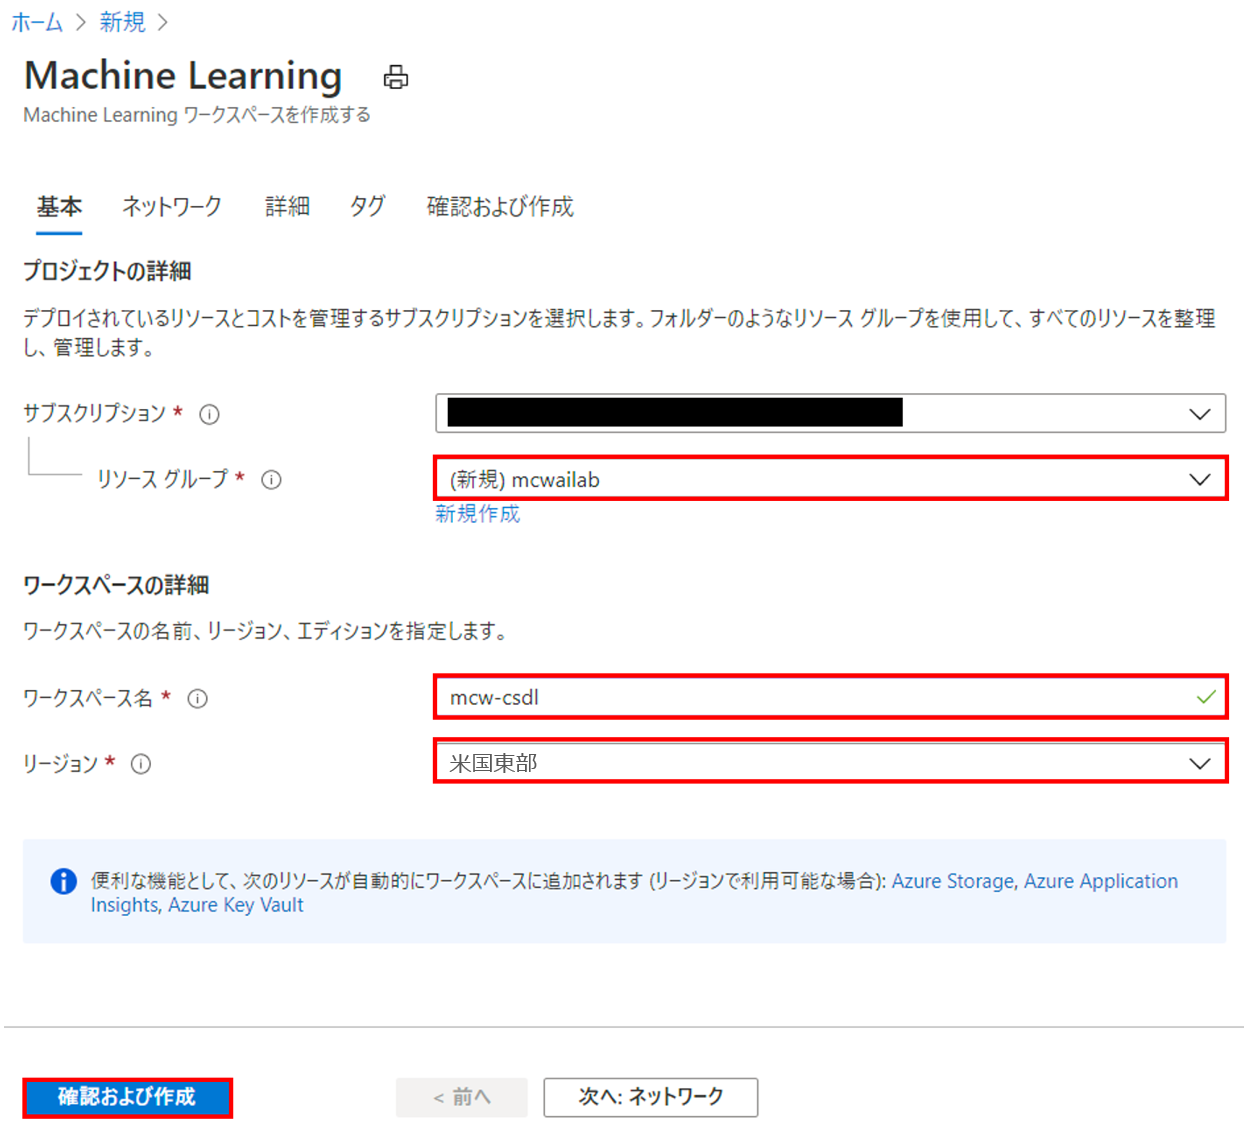 ホーム > 新規 >
Machine Learning
Machine Learning ワークスペースを作成する
基本 ネットワーク 詳細 タグ 確認および作成
プロジェクトの詳細
デプロイされているリソースとコストを管理するサブスクリプションを選択します。フォルダーのようなリソース グループを使用して、すべてのリソースを整理
し、管理します。
サブスクリプション *
リソース グループ * (新規) mcwailab
新規作成
ワークスペースの詳細
ワークスペースの名前、リージョン、エディションを指定します。
ワークスペース名 * mcw-csdl
リージョン * 米国東部
便利な機能として、次のリソースが自動的にワークスペースに追加されます (リージョンで利用可能な場合): Azure Storage, Azure Application
Insights, Azure Key Vault
確認および作成 < 前へ 次へ: ネットワーク